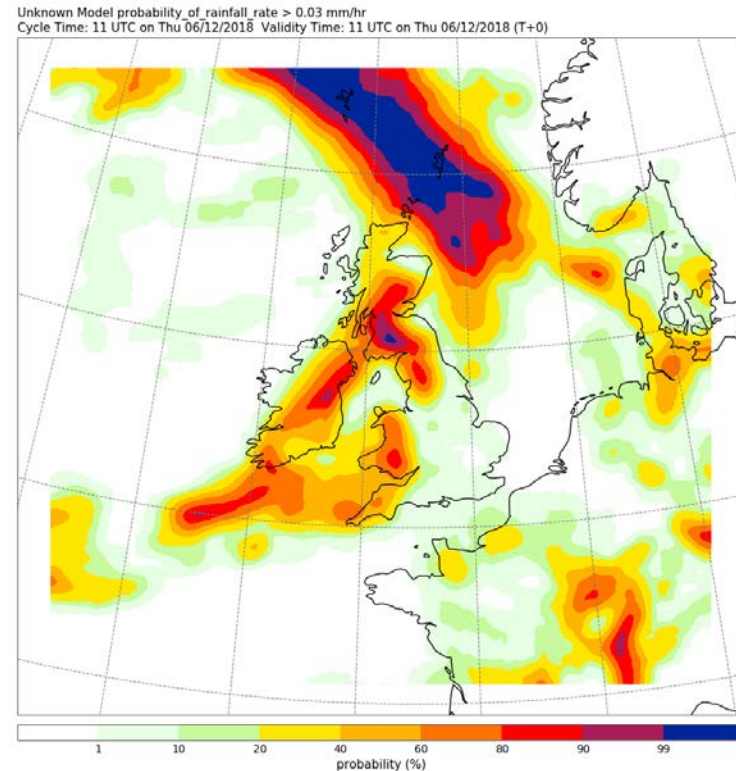 Unknown Model probability_of_rainfall_rate > 0.03 mm/hr
Cycle Time: 11 UTC on Thu 06/12/2018 Validity Time: 11 UTC on Thu 06/12/2018 (T+0)
1 10 20 40 60 80 90 99
probability (%)